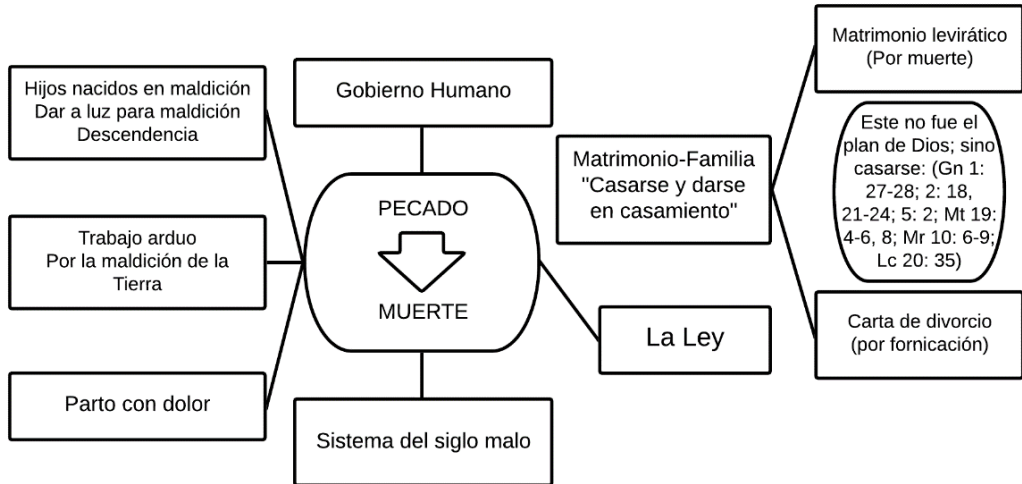 Hijos nacidos en maldición
Dar a luz para maldición
Descendencia
Trabajo arduo
Por la maldición de la
Tierra
Parto con dolor
Gobierno Humano
PECADO
MUERTE
Sistema del siglo malo
Matrimonio-Familia
"Casarse y darse
en casamiento"
La Ley
Matrimonio levirático
(Por muerte)
Este no fue el
plan de Dios; sino
casarse: (Gn 1:
27-28; 2: 18,
21-24; 5: 2; Mt 19:
4-6, 8; Mr 10: 6-9;
Lc 20: 35)
Carta de divorcio
(por fornicación)